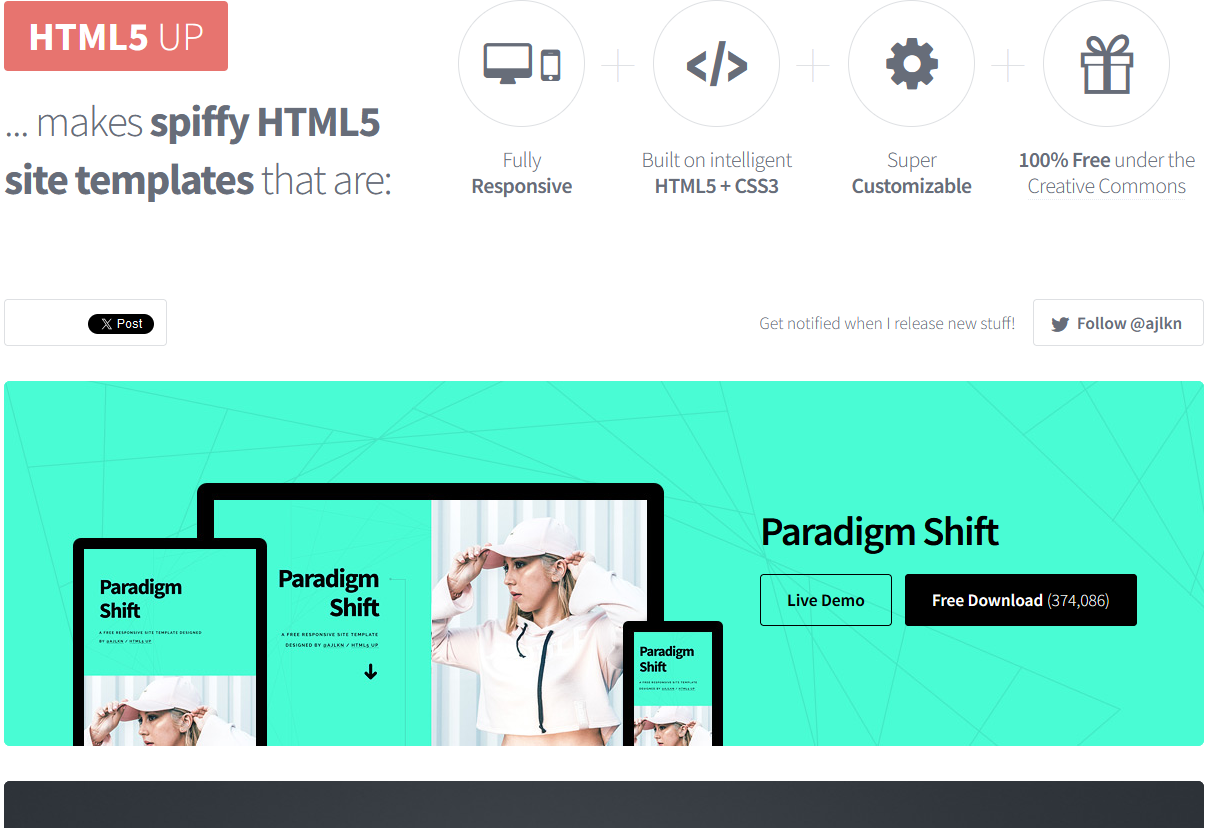 HTML5 UP
... makes spiffy HTML5
site templates that are:
Fully
Responsive
Built on intelligent
HTML5 + CSS3
Super
Customizable
100% Free under the
Creative Commons
X Post
Get notified when I release new stuff!
Follow @ajlkn
Paradigm Shift
Live Demo
Free Download (374,086)
Paradigm
Shift
A FREE RESPONSIVE SITE TEMPLATE DESIGNED
BY @AJLKN / HTML5 UP
Paradigm
Shift
A FREE RESPONSIVE SITE TEMPLATE
DESIGNED BY @AJLKN / HTML5 UP
Paradigm
Shift
A FREE RESPONSIVE SITE TEMPLATE
DESIGNED BY @AJLKN / HTML5 UP